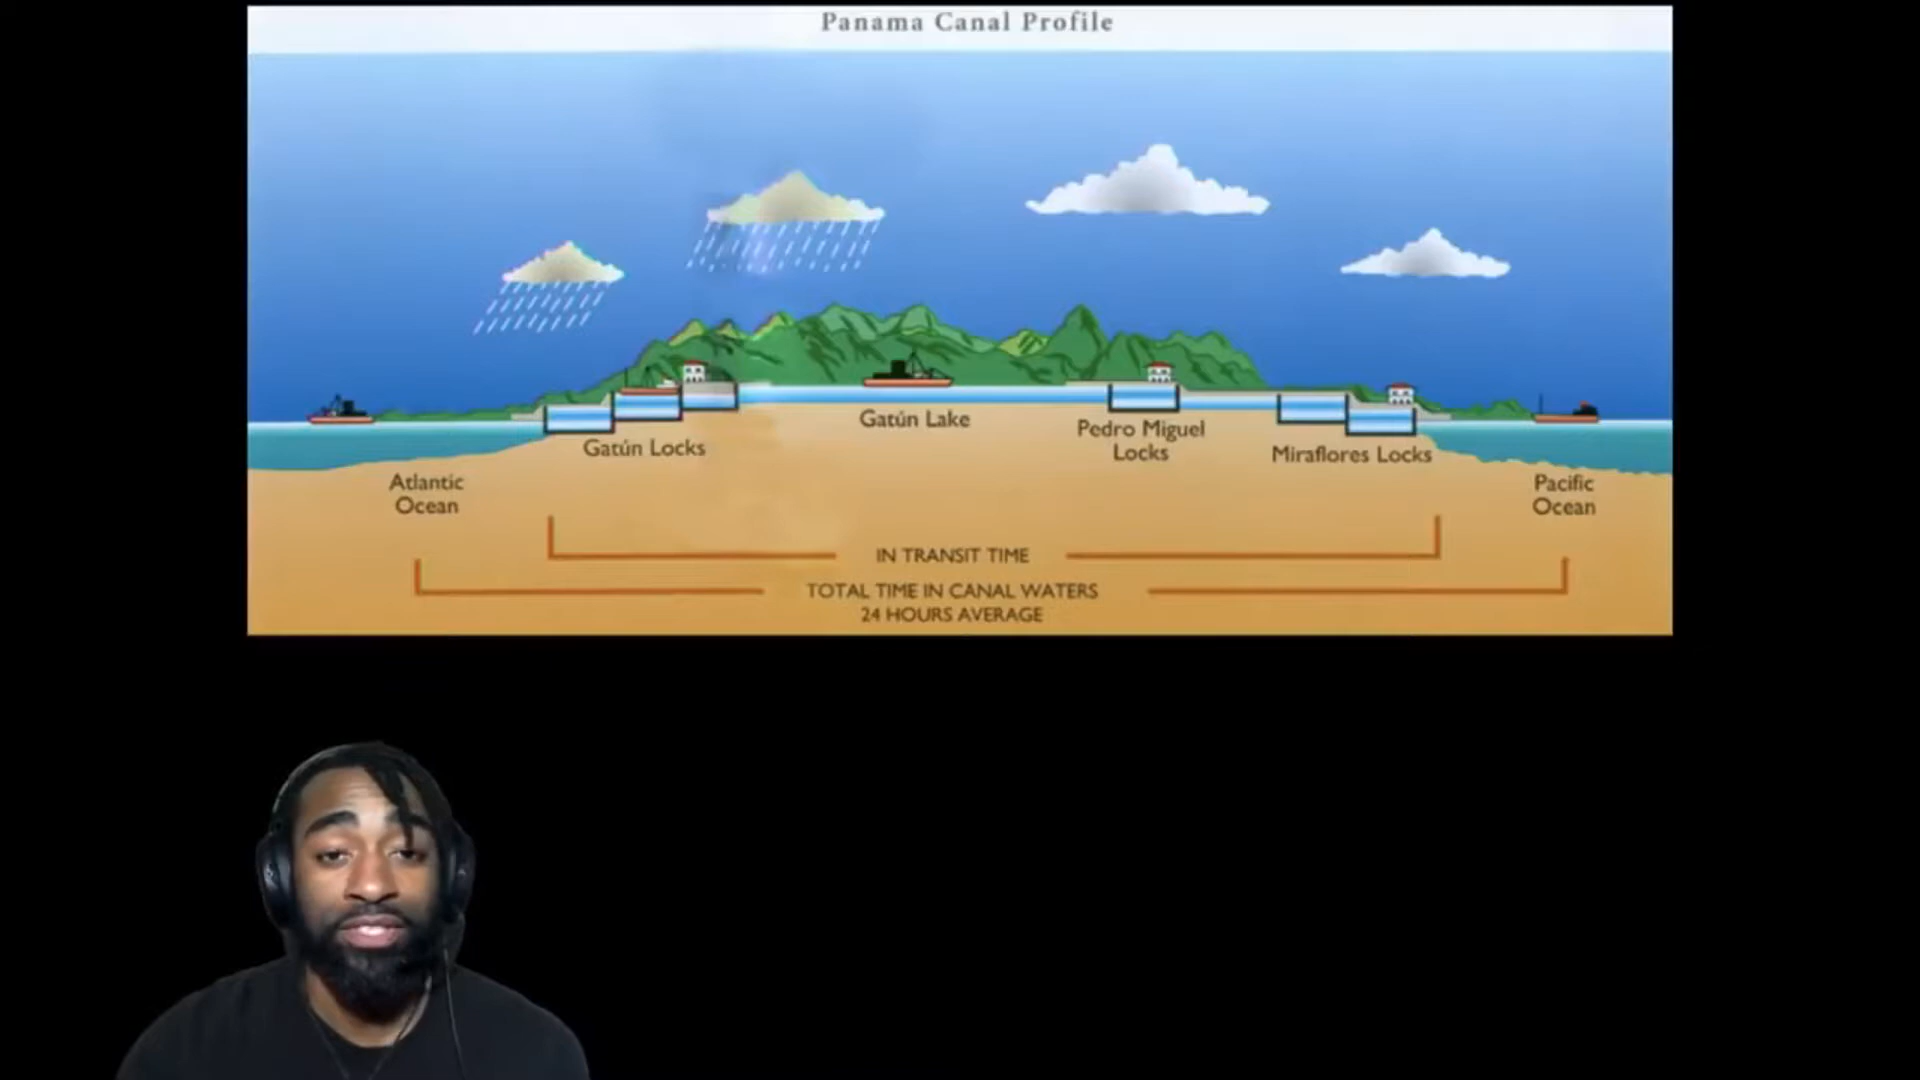 Panama Canal Profile
Gatún Lake
Gatún Locks
Pedro Miguel
Locks
Miraflores Locks
Atlantic
Ocean
Pacific
Ocean
IN TRANSIT TIME
TOTAL TIME IN CANAL WATERS
24 HOURS AVERAGE